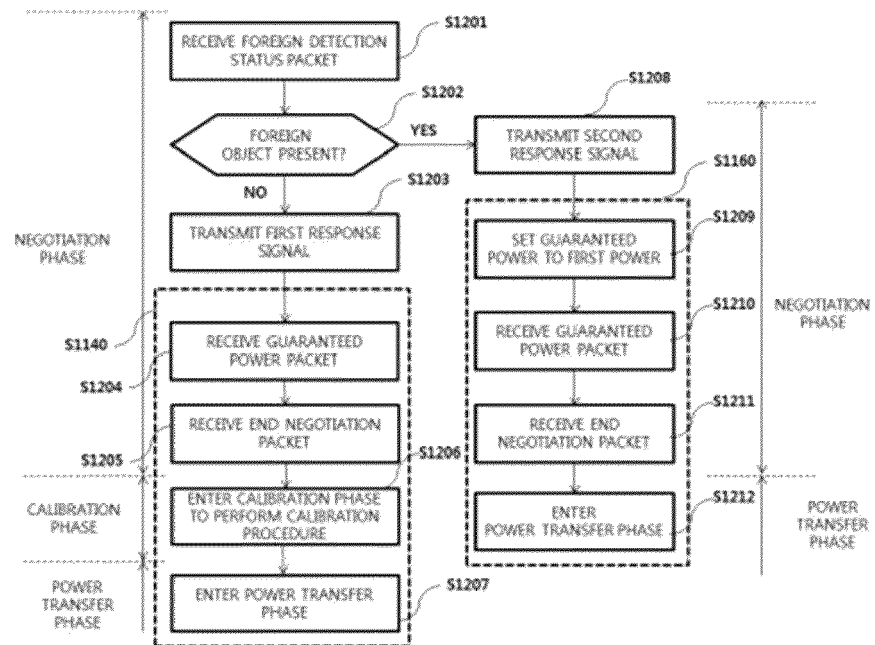 S1201
RECEIVE FOREIGN DETECTION
STATUS PACKET
S1202
FOREIGN
OBJECT PRESENT?
YES
NO
S1208
TRANSMIT SECOND
RESPONSE SIGNAL
S1160
S1203
TRANSMIT FIRST RESPONSE
SIGNAL
S1209
SET GUARANTEED
POWER TO FIRST POWER
NEGOTIATION
PHASE
NEGOTIATION
PHASE
S1140
S1204
RECEIVE GUARANTEED
POWER PACKET
S1210
RECEIVE GUARANTEED
POWER PACKET
S1205
RECEIVE END NEGOTIATION
PACKET
S1211
RECEIVE END
NEGOTIATION PACKET
S1206
CALIBRATION
PHASE
ENTER CALIBRATION PHASE
TO PERFORM CALIBRATION
PROCEDURE
S1212
ENTER
POWER TRANSFER PHASE
POWER
TRANSFER
PHASE
POWER
TRANSFER
PHASE
S1207
ENTER POWER TRANSFER
PHASE